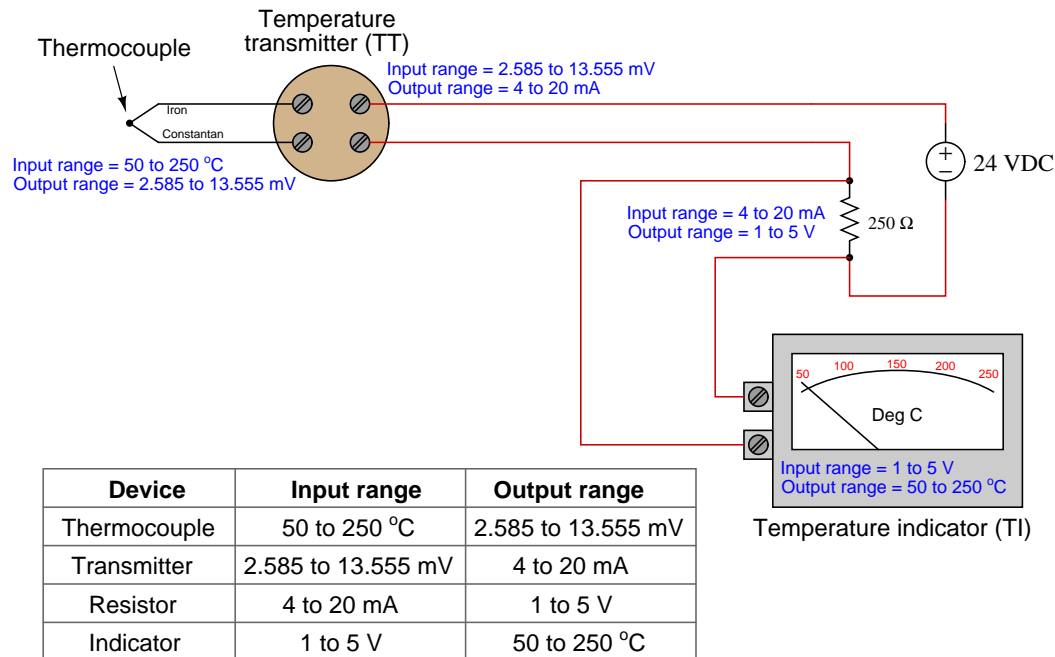 Temperature
transmitter (TT)
Thermocouple
Input range = 2.585 to 13.555 mV
Output range = 4 to 20 mA
Iron
Constantan
Input range = 50 to 250 °C
Output range = 2.585 to 13.555 mV
+
−
24 VDC
Input range = 4 to 20 mA
Output range = 1 to 5 V
250 Ω
50 100 150 200 250
Deg C
Input range = 1 to 5 V
Output range = 50 to 250 °C
Temperature indicator (TI)
Device Input range Output range
Thermocouple 50 to 250 °C 2.585 to 13.555 mV
Transmitter 2.585 to 13.555 mV 4 to 20 mA
Resistor 4 to 20 mA 1 to 5 V
Indicator 1 to 5 V 50 to 250 °C